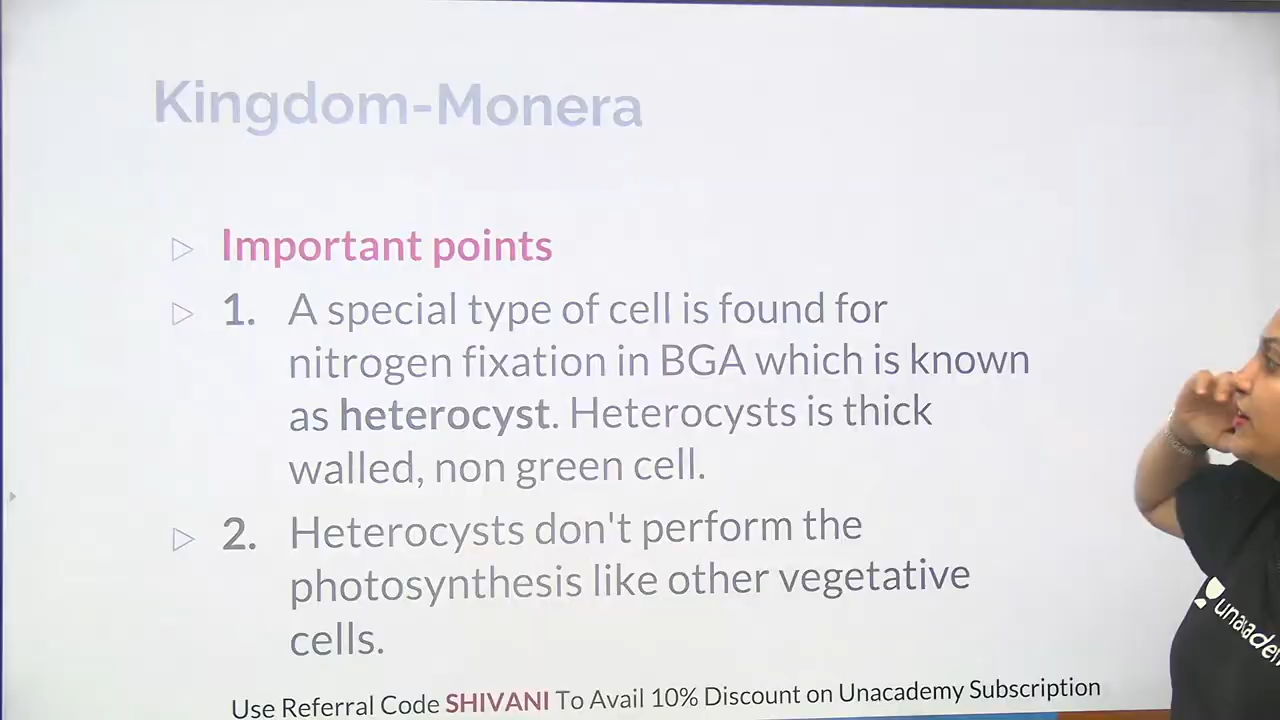 Kingdom-Monera
Important points
1. A special type of cell is found for
nitrogen fixation in BGA which is known
as heterocyst. Heterocysts is thick
walled, non green cell.
2. Heterocysts don't perform the
photosynthesis like other vegetative
cells.
Use Referral Code SHIVANI To Avail 10% Discount on Unacademy Subscription